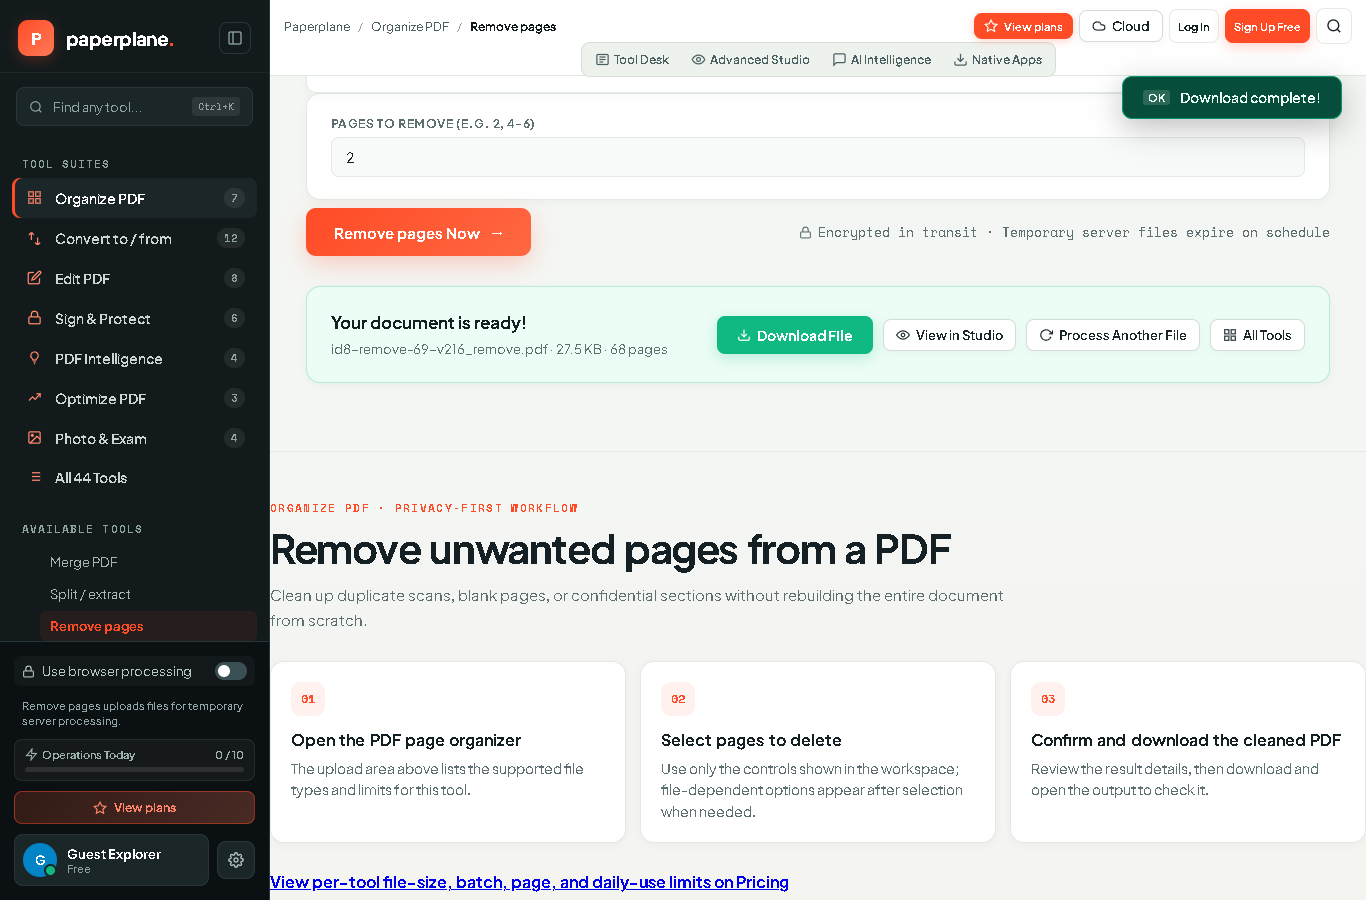 P paperplane.
Find any tool... Ctrl+K
TOOL SUITES
Organize PDF 7
Convert to / from 12
Edit PDF 8
Sign & Protect 6
PDF Intelligence 4
Optimize PDF 3
Photo & Exam 4
All 44 Tools
AVAILABLE TOOLS
Merge PDF
Split / extract
Remove pages
Use browser processing
Remove pages uploads files for temporary
server processing.
Operations Today 0 / 10
View plans
G Guest Explorer
Free
Paperplane / Organize PDF / Remove pages
View plans Cloud Log In Sign Up Free
Tool Desk Advanced Studio AI Intelligence Native Apps
OK Download complete!
PAGES TO REMOVE (E.G. 2, 4-6)
2
Remove pages Now →
Encrypted in transit · Temporary server files expire on schedule
Your document is ready!
id8-remove-69-v216_remove.pdf · 27.5 KB · 68 pages
Download File View in Studio Process Another File All Tools
ORGANIZE PDF · PRIVACY-FIRST WORKFLOW
Remove unwanted pages from a PDF
Clean up duplicate scans, blank pages, or confidential sections without rebuilding the entire document
from scratch.
01
Open the PDF page organizer
The upload area above lists the supported file
types and limits for this tool.
02
Select pages to delete
Use only the controls shown in the workspace;
file-dependent options appear after selection
when needed.
03
Confirm and download the cleaned PDF
Review the result details, then download and
open the output to check it.
View per-tool file-size, batch, page, and daily-use limits on Pricing